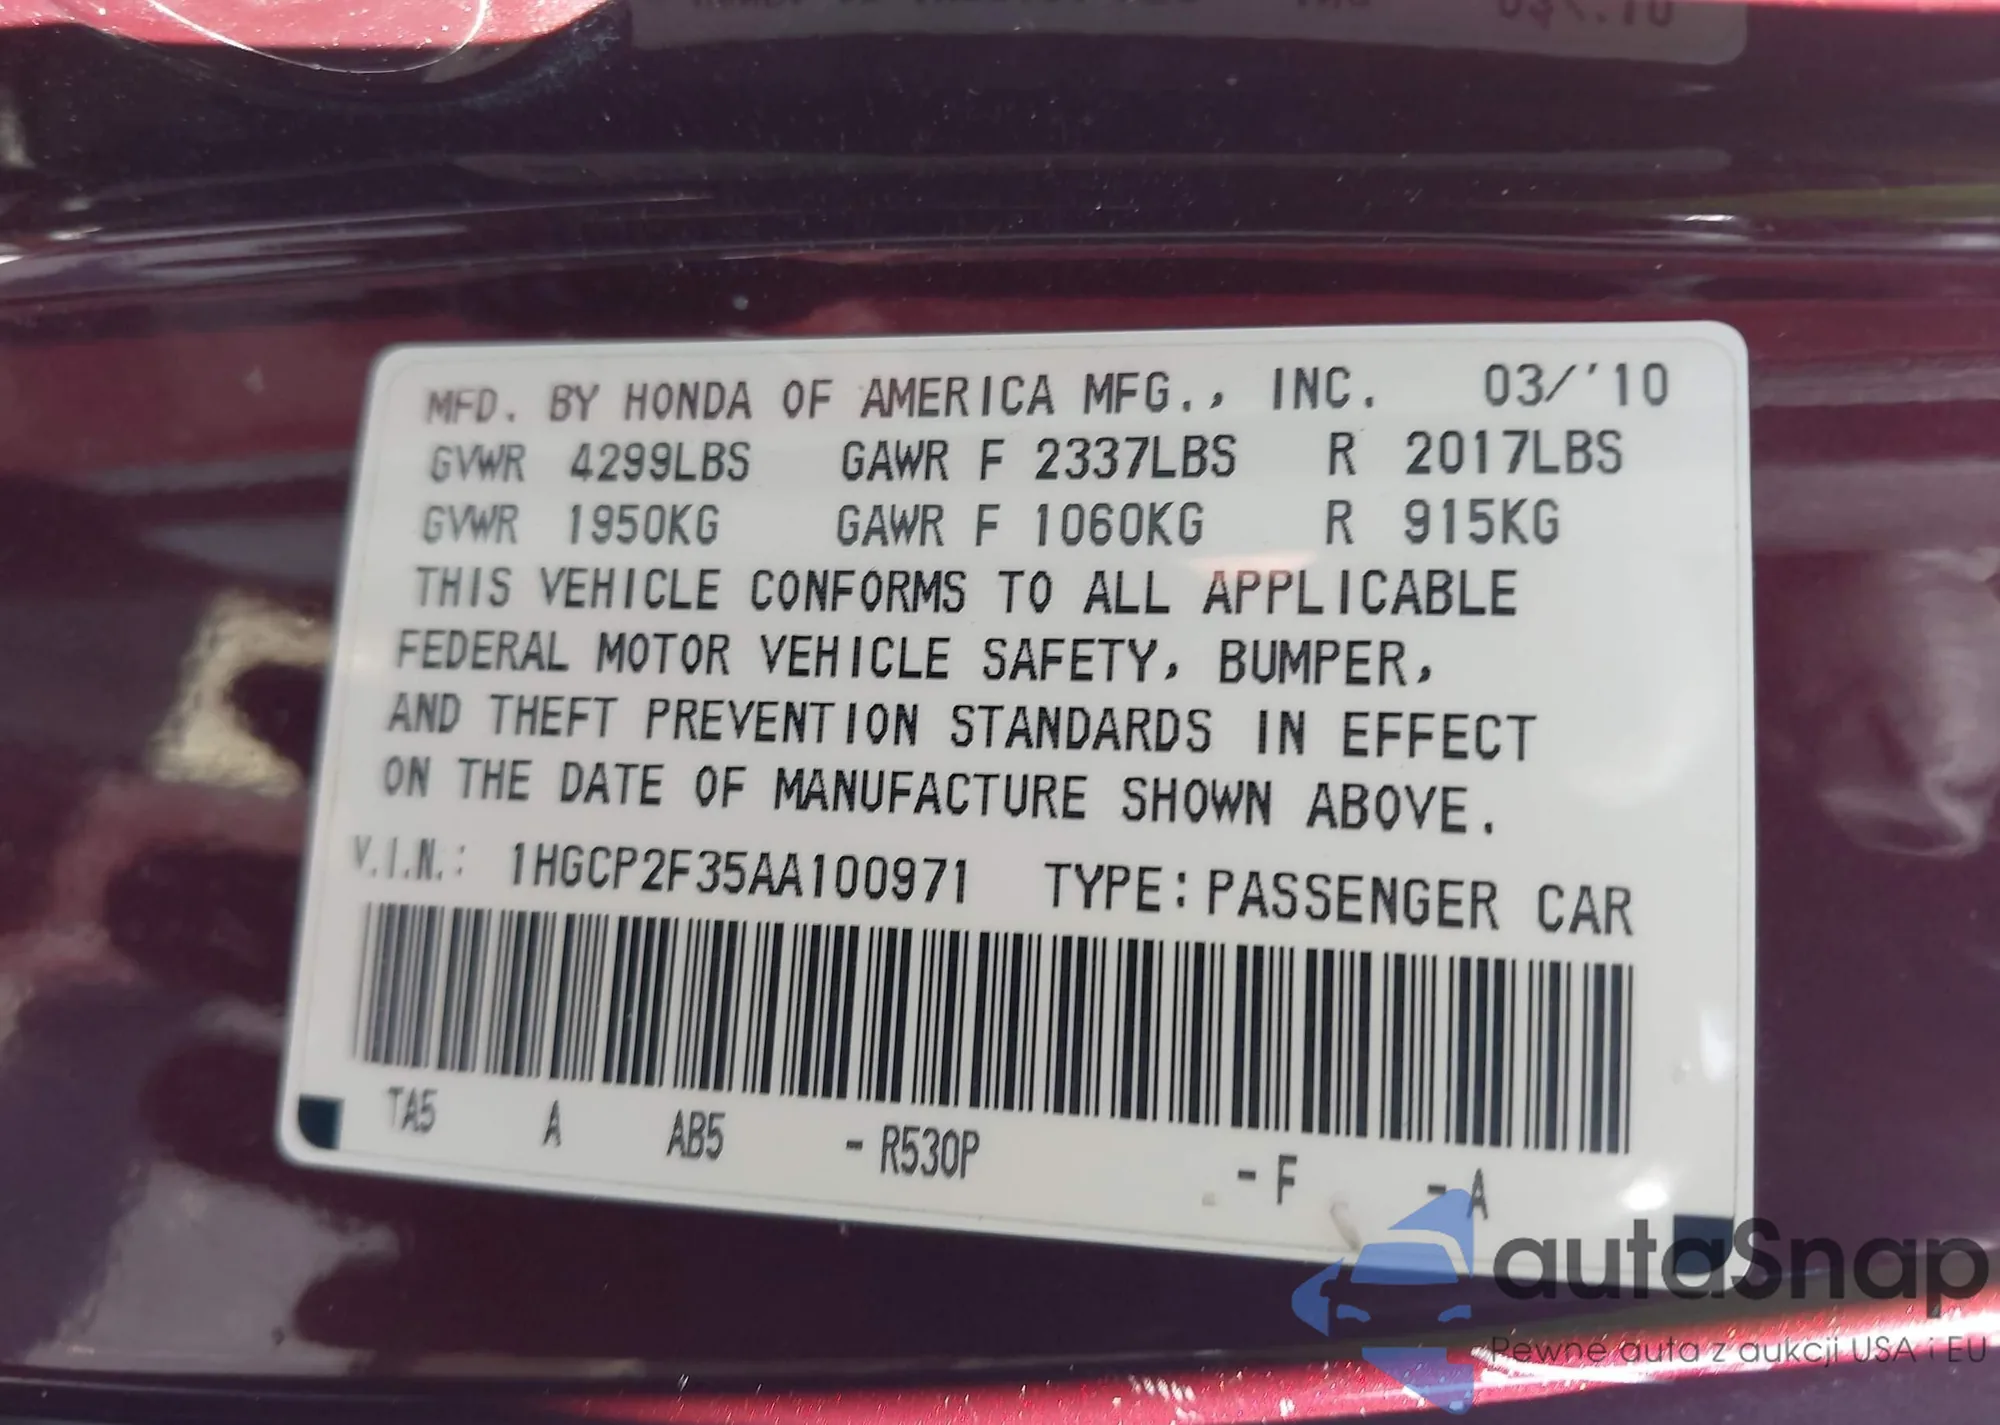 MFD. BY HONDA OF AMERICA MFG., INC. 03/'10
GVWR 4299LBS GAWR F 2337LBS R 2017LBS
GVWR 1950KG GAWR F 1060KG R 915KG
THIS VEHICLE CONFORMS TO ALL APPLICABLE
FEDERAL MOTOR VEHICLE SAFETY, BUMPER,
AND THEFT PREVENTION STANDARDS IN EFFECT
ON THE DATE OF MANUFACTURE SHOWN ABOVE.
V.I.N.: 1HGCP2F35AA100971 TYPE:PASSENGER CAR
TA5 A AB5 - R530P - F - A
autaSnap
Pewne auta z aukcji USA i EU